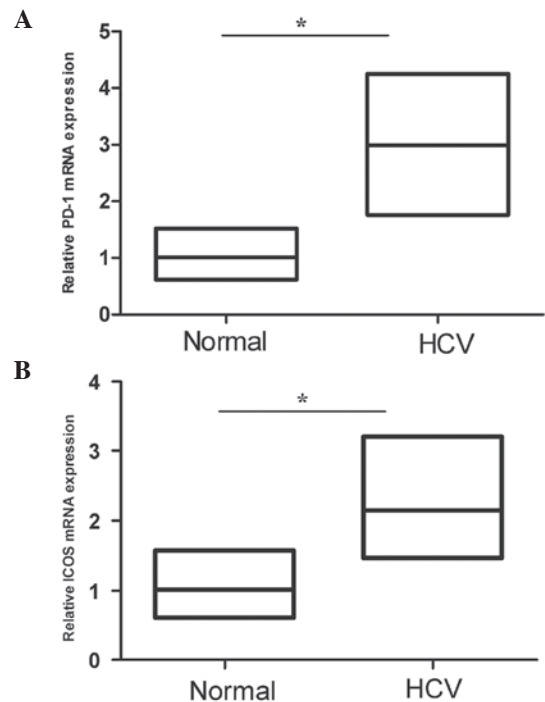 A
Relative PD-1 mRNA expression
5
4
3
2
1
0
*
Normal HCV
B
Relative ICOS mRNA expression
4
3
2
1
0
*
Normal HCV